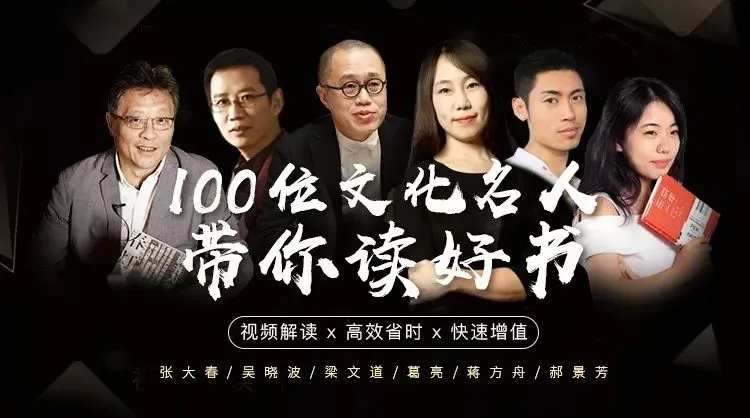 100位文化名人
带你读好书
视频解读 x 高效省时 x 快速增值
张大春/吴晓波/梁文道/葛亮/蒋方舟/郝景芳